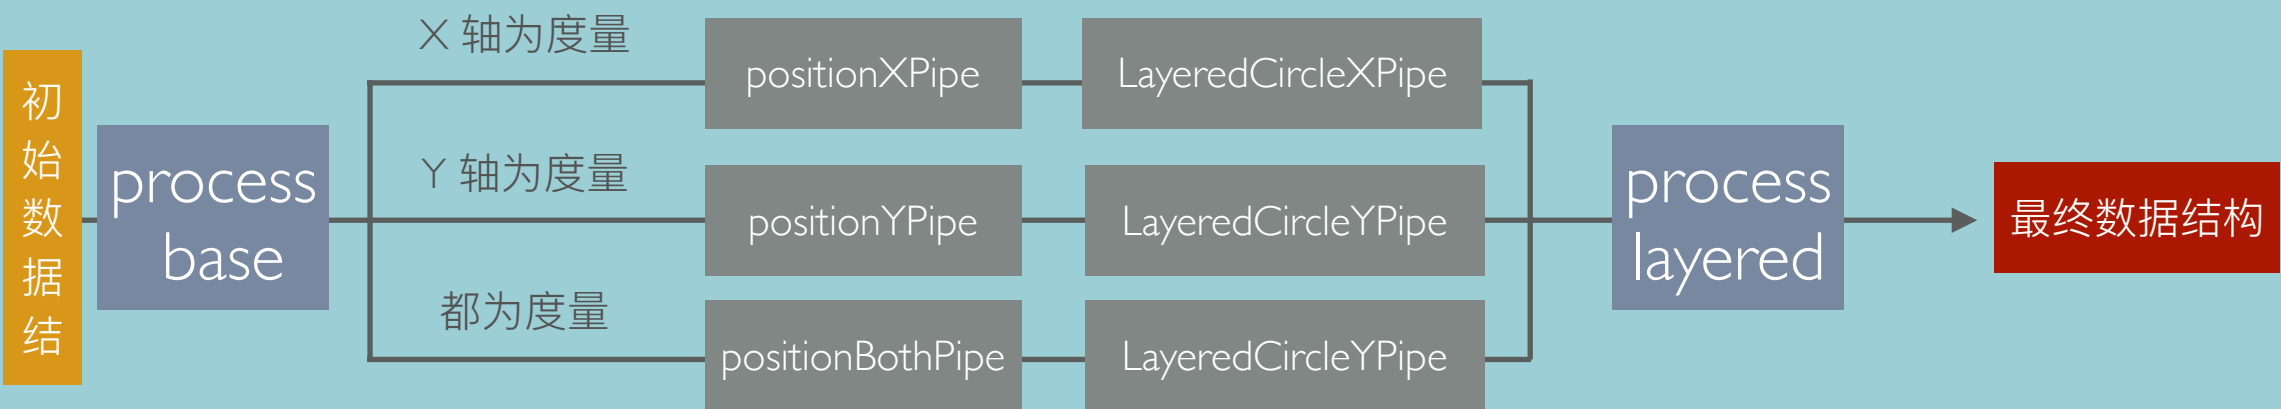 初
始
数
据
结
process
base
X 轴为度量
positionXPipe
LayeredCircleXPipe
Y 轴为度量
positionYPipe
LayeredCircleYPipe
都为度量
positionBothPipe
LayeredCircleYPipe
process
layered
最终数据结构